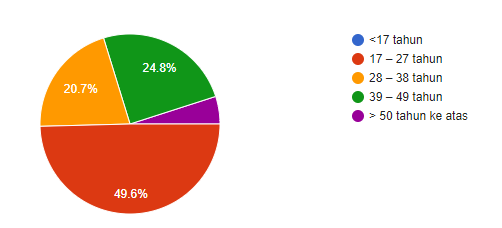 <17 tahun
17 – 27 tahun
28 – 38 tahun
39 – 49 tahun
> 50 tahun ke atas
24.8%
20.7%
49.6%